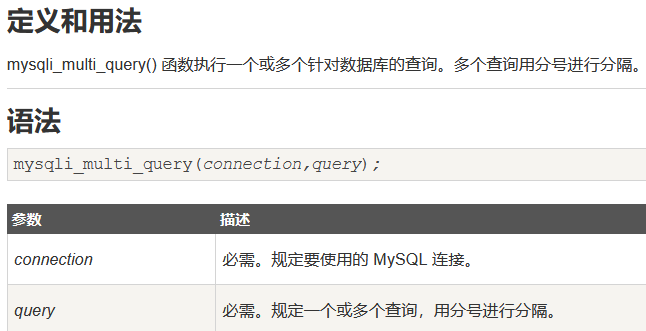 定义和用法
mysqli_multi_query() 函数执行一个或多个针对数据库的查询。多个查询用分号进行分隔。
语法
mysqli_multi_query(connection,query);
参数 描述
connection 必需。规定要使用的 MySQL 连接。
query 必需。规定一个或多个查询，用分号进行分隔。